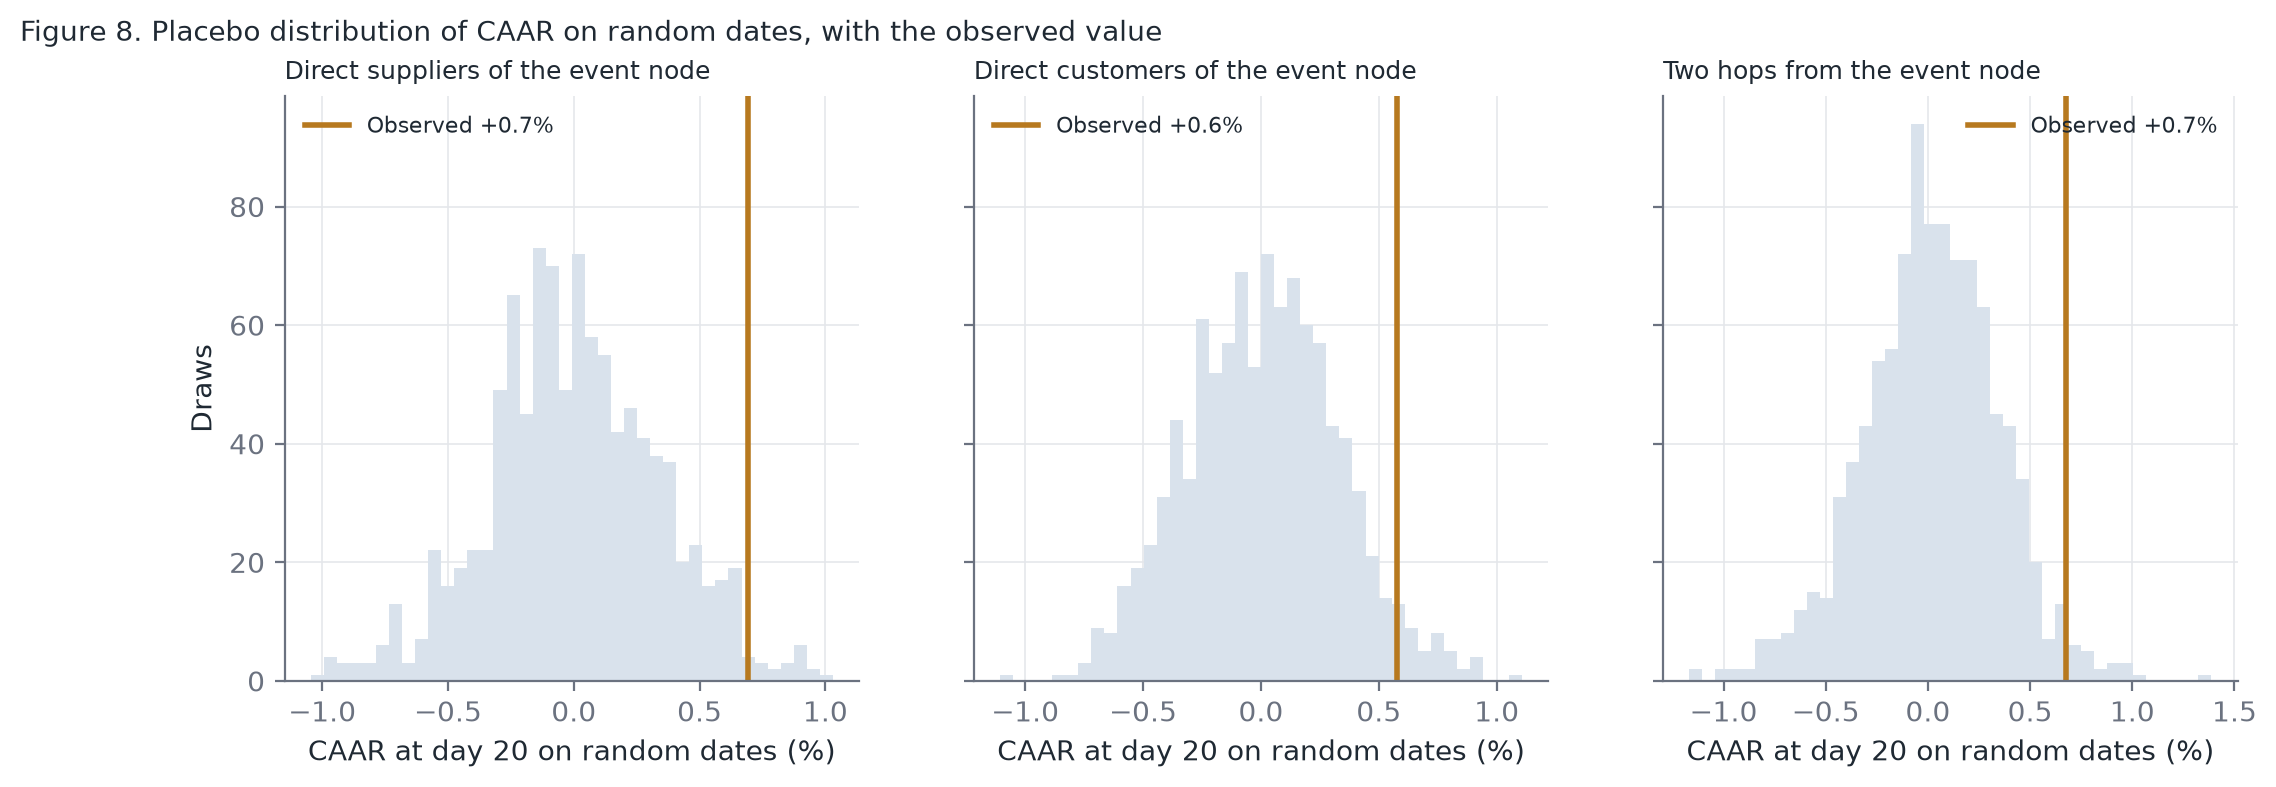 Figure 8. Placebo distribution of CAAR on random dates, with the observed value
Direct suppliers of the event node
Observed +0.7%
Draws
80
60
40
20
0
−1.0 −0.5 0.0 0.5 1.0
CAAR at day 20 on random dates (%)
Direct customers of the event node
Observed +0.6%
−1.0 −0.5 0.0 0.5 1.0
CAAR at day 20 on random dates (%)
Two hops from the event node
Observed +0.7%
−1.0 −0.5 0.0 0.5 1.0 1.5
CAAR at day 20 on random dates (%)